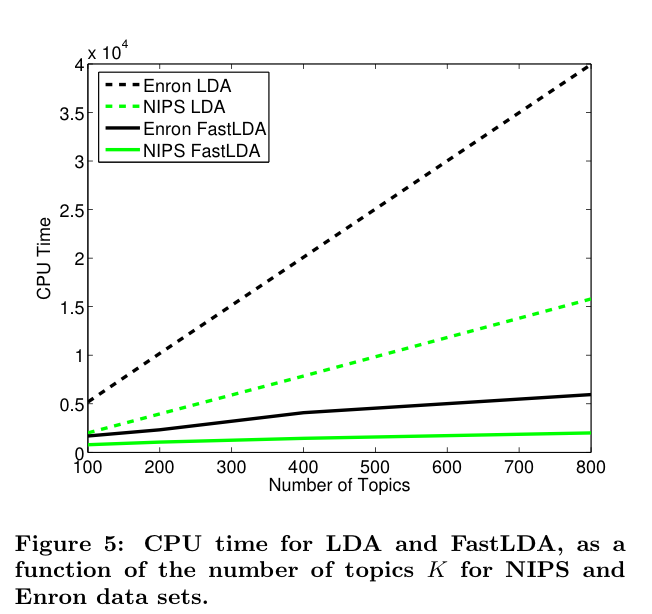 x 10^4
4
3.5
3
2.5
2
1.5
1
0.5
0
CPU Time
Enron LDA
NIPS LDA
Enron FastLDA
NIPS FastLDA
100 200 300 400 500 600 700 800
Number of Topics
Figure 5: CPU time for LDA and FastLDA, as a
function of the number of topics K for NIPS and
Enron data sets.